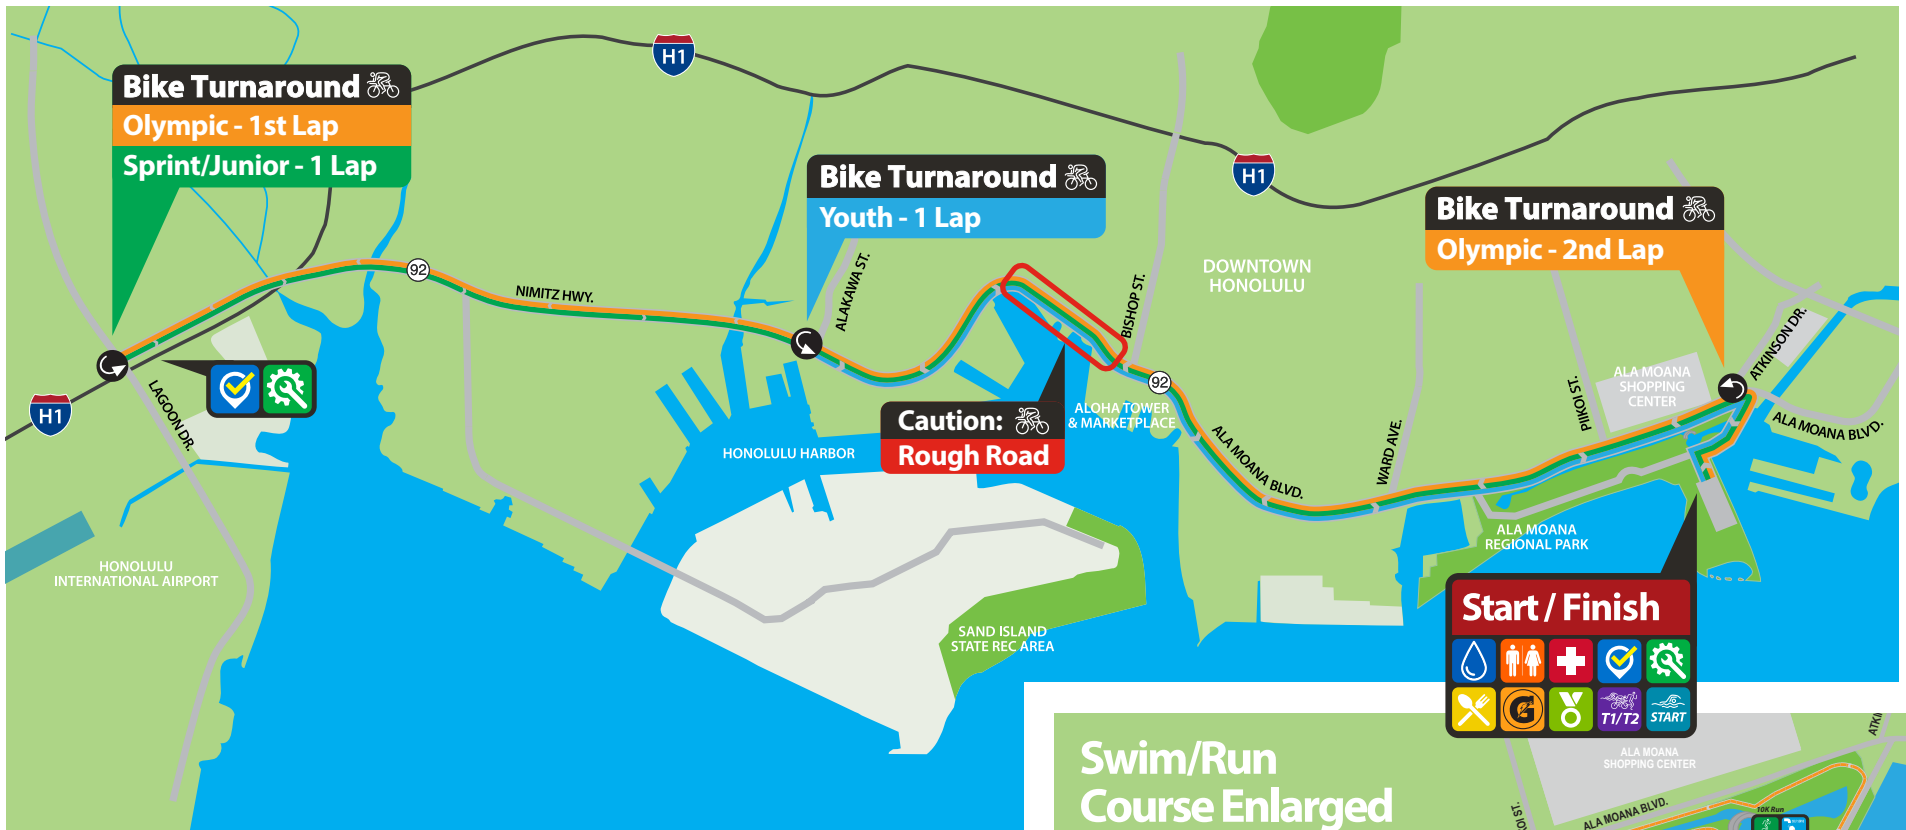 H1
Bike Turnaround
Olympic - 1st Lap
Sprint/Junior - 1 Lap
Bike Turnaround
Youth - 1 Lap
H1
Bike Turnaround
Olympic - 2nd Lap
92
NIMITZ HWY.
ALAKAWA ST.
BISHOP ST.
DOWNTOWN
HONOLULU
ATKINSON DR.
H1
LAGOON DR.
92
Caution:
Rough Road
ALOHA TOWER
& MARKETPLACE
ALA MOANA BLVD.
WARD AVE.
PIIKOI ST.
ALA MOANA
SHOPPING
CENTER
ALA MOANA BLVD.
HONOLULU HARBOR
HONOLULU
INTERNATIONAL AIRPORT
ALA MOANA
REGIONAL PARK
SAND ISLAND
STATE REC AREA
Start / Finish
G
T1/T2
START
Swim/Run
Course Enlarged
ALA MOANA
SHOPPING CENTER
ALA MOANA BLVD.
10K Run